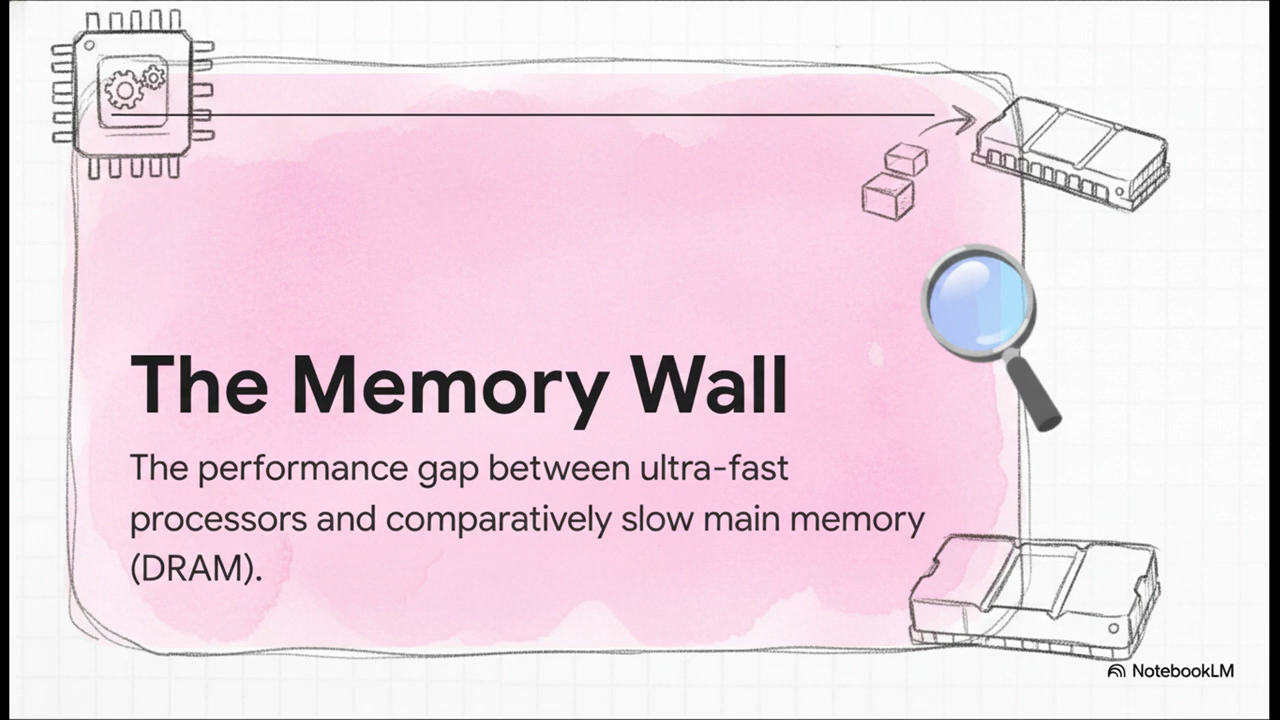 The Memory Wall
The performance gap between ultra-fast
processors and comparatively slow main memory
(DRAM).
NotebookLM